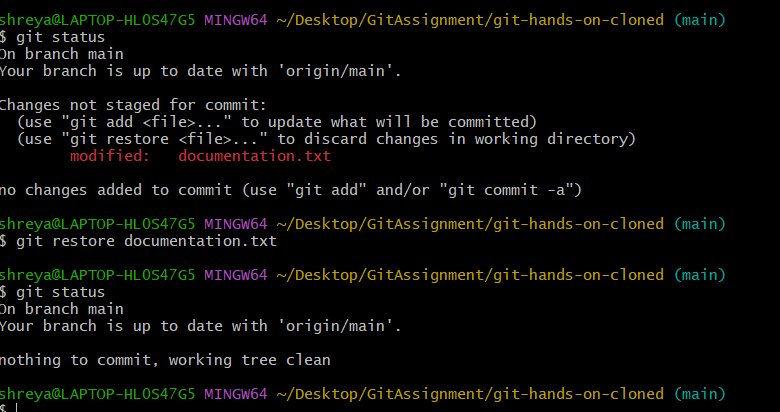 shreya@LAPTOP-HLOS47G5 MINGW64 ~/Desktop/GitAssignment/git-hands-on-cloned (main)
$ git status
On branch main
Your branch is up to date with 'origin/main'.
Changes not staged for commit:
  (use "git add <file>..." to update what will be committed)
  (use "git restore <file>..." to discard changes in working directory)
        modified:   documentation.txt
no changes added to commit (use "git add" and/or "git commit -a")
shreya@LAPTOP-HLOS47G5 MINGW64 ~/Desktop/GitAssignment/git-hands-on-cloned (main)
$ git restore documentation.txt
shreya@LAPTOP-HLOS47G5 MINGW64 ~/Desktop/GitAssignment/git-hands-on-cloned (main)
$ git status
On branch main
Your branch is up to date with 'origin/main'.
nothing to commit, working tree clean
shreya@LAPTOP-HLOS47G5 MINGW64 ~/Desktop/GitAssignment/git-hands-on-cloned (main)
$